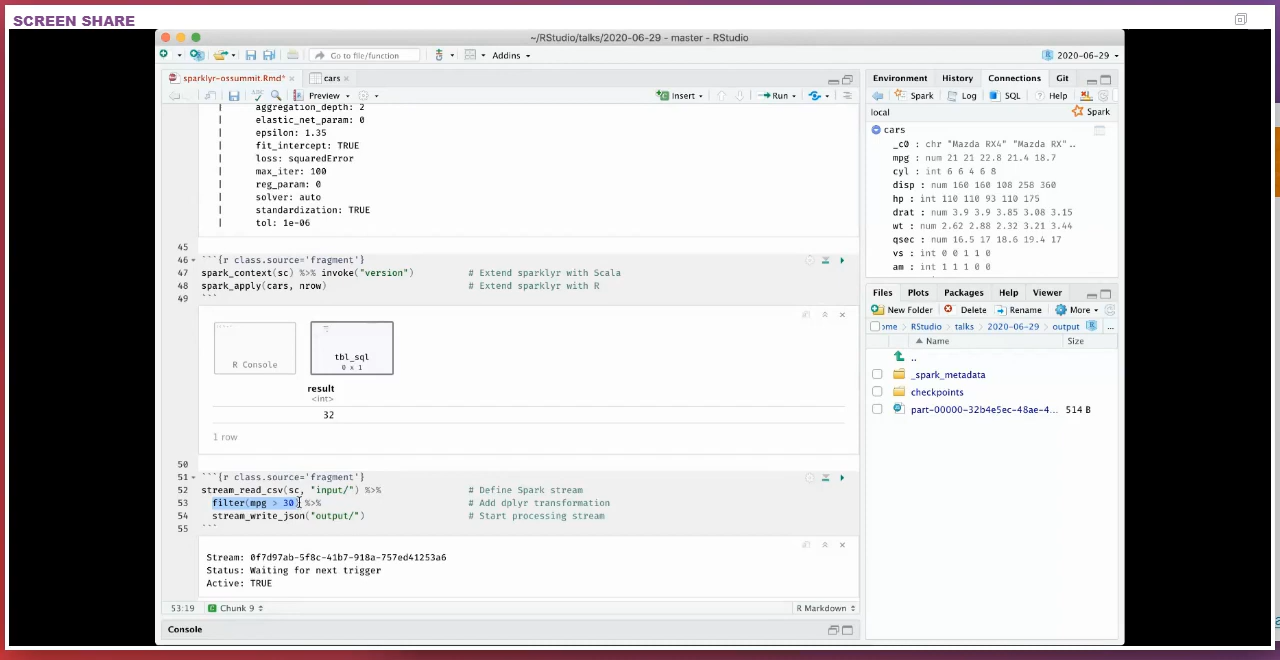 SCREEN SHARE
~/RStudio/talks/2020-06-29 - master - RStudio
Go to file/function
Addins
2020-06-29
sparklyr-ossummit.Rmd*
cars
Preview
Insert
Run
aggregation_depth: 2
| elastic_net_param: 0
| epsilon: 1.35
| fit_intercept: TRUE
| loss: squaredError
| max_iter: 100
| reg_param: 0
| solver: auto
| standardization: TRUE
| tol: 1e-06
45
46 ```{r class.source='fragment'}
47 spark_context(sc) %>% invoke("version") # Extend sparklyr with Scala
48 spark_apply(cars, nrow) # Extend sparklyr with R
49 ```
R Console
tbl_sql
0 x 1
result
<int>
32
1 row
50
51 ```{r class.source='fragment'}
52 stream_read_csv(sc, "input/") %>% # Define Spark stream
53 filter(mpg > 30) %>% # Add dplyr transformation
54 stream_write_json("output/") # Start processing stream
55 ```
Stream: 0f7d97ab-5f8c-41b7-918a-757ed41253a6
Status: Waiting for next trigger
Active: TRUE
53:19
Chunk 9
R Markdown
Console
Environment History Connections Git
Spark Log SQL Help
local
Spark
cars
_c0 : chr "Mazda RX4" "Mazda RX"..
mpg : num 21 21 22.8 21.4 18.7
cyl : int 6 6 4 6 8
disp : num 160 160 108 258 360
hp : int 110 110 93 110 175
drat : num 3.9 3.9 3.85 3.08 3.15
wt : num 2.62 2.88 2.32 3.21 3.44
qsec : num 16.5 17 18.6 19.4 17
vs : int 0 0 1 1 0
am : int 1 1 1 0 0
Files Plots Packages Help Viewer
New Folder Delete Rename More
ome RStudio talks 2020-06-29 output ...
Name Size
..
_spark_metadata
checkpoints
part-00000-32b4e5ec-48ae-4... 514 B